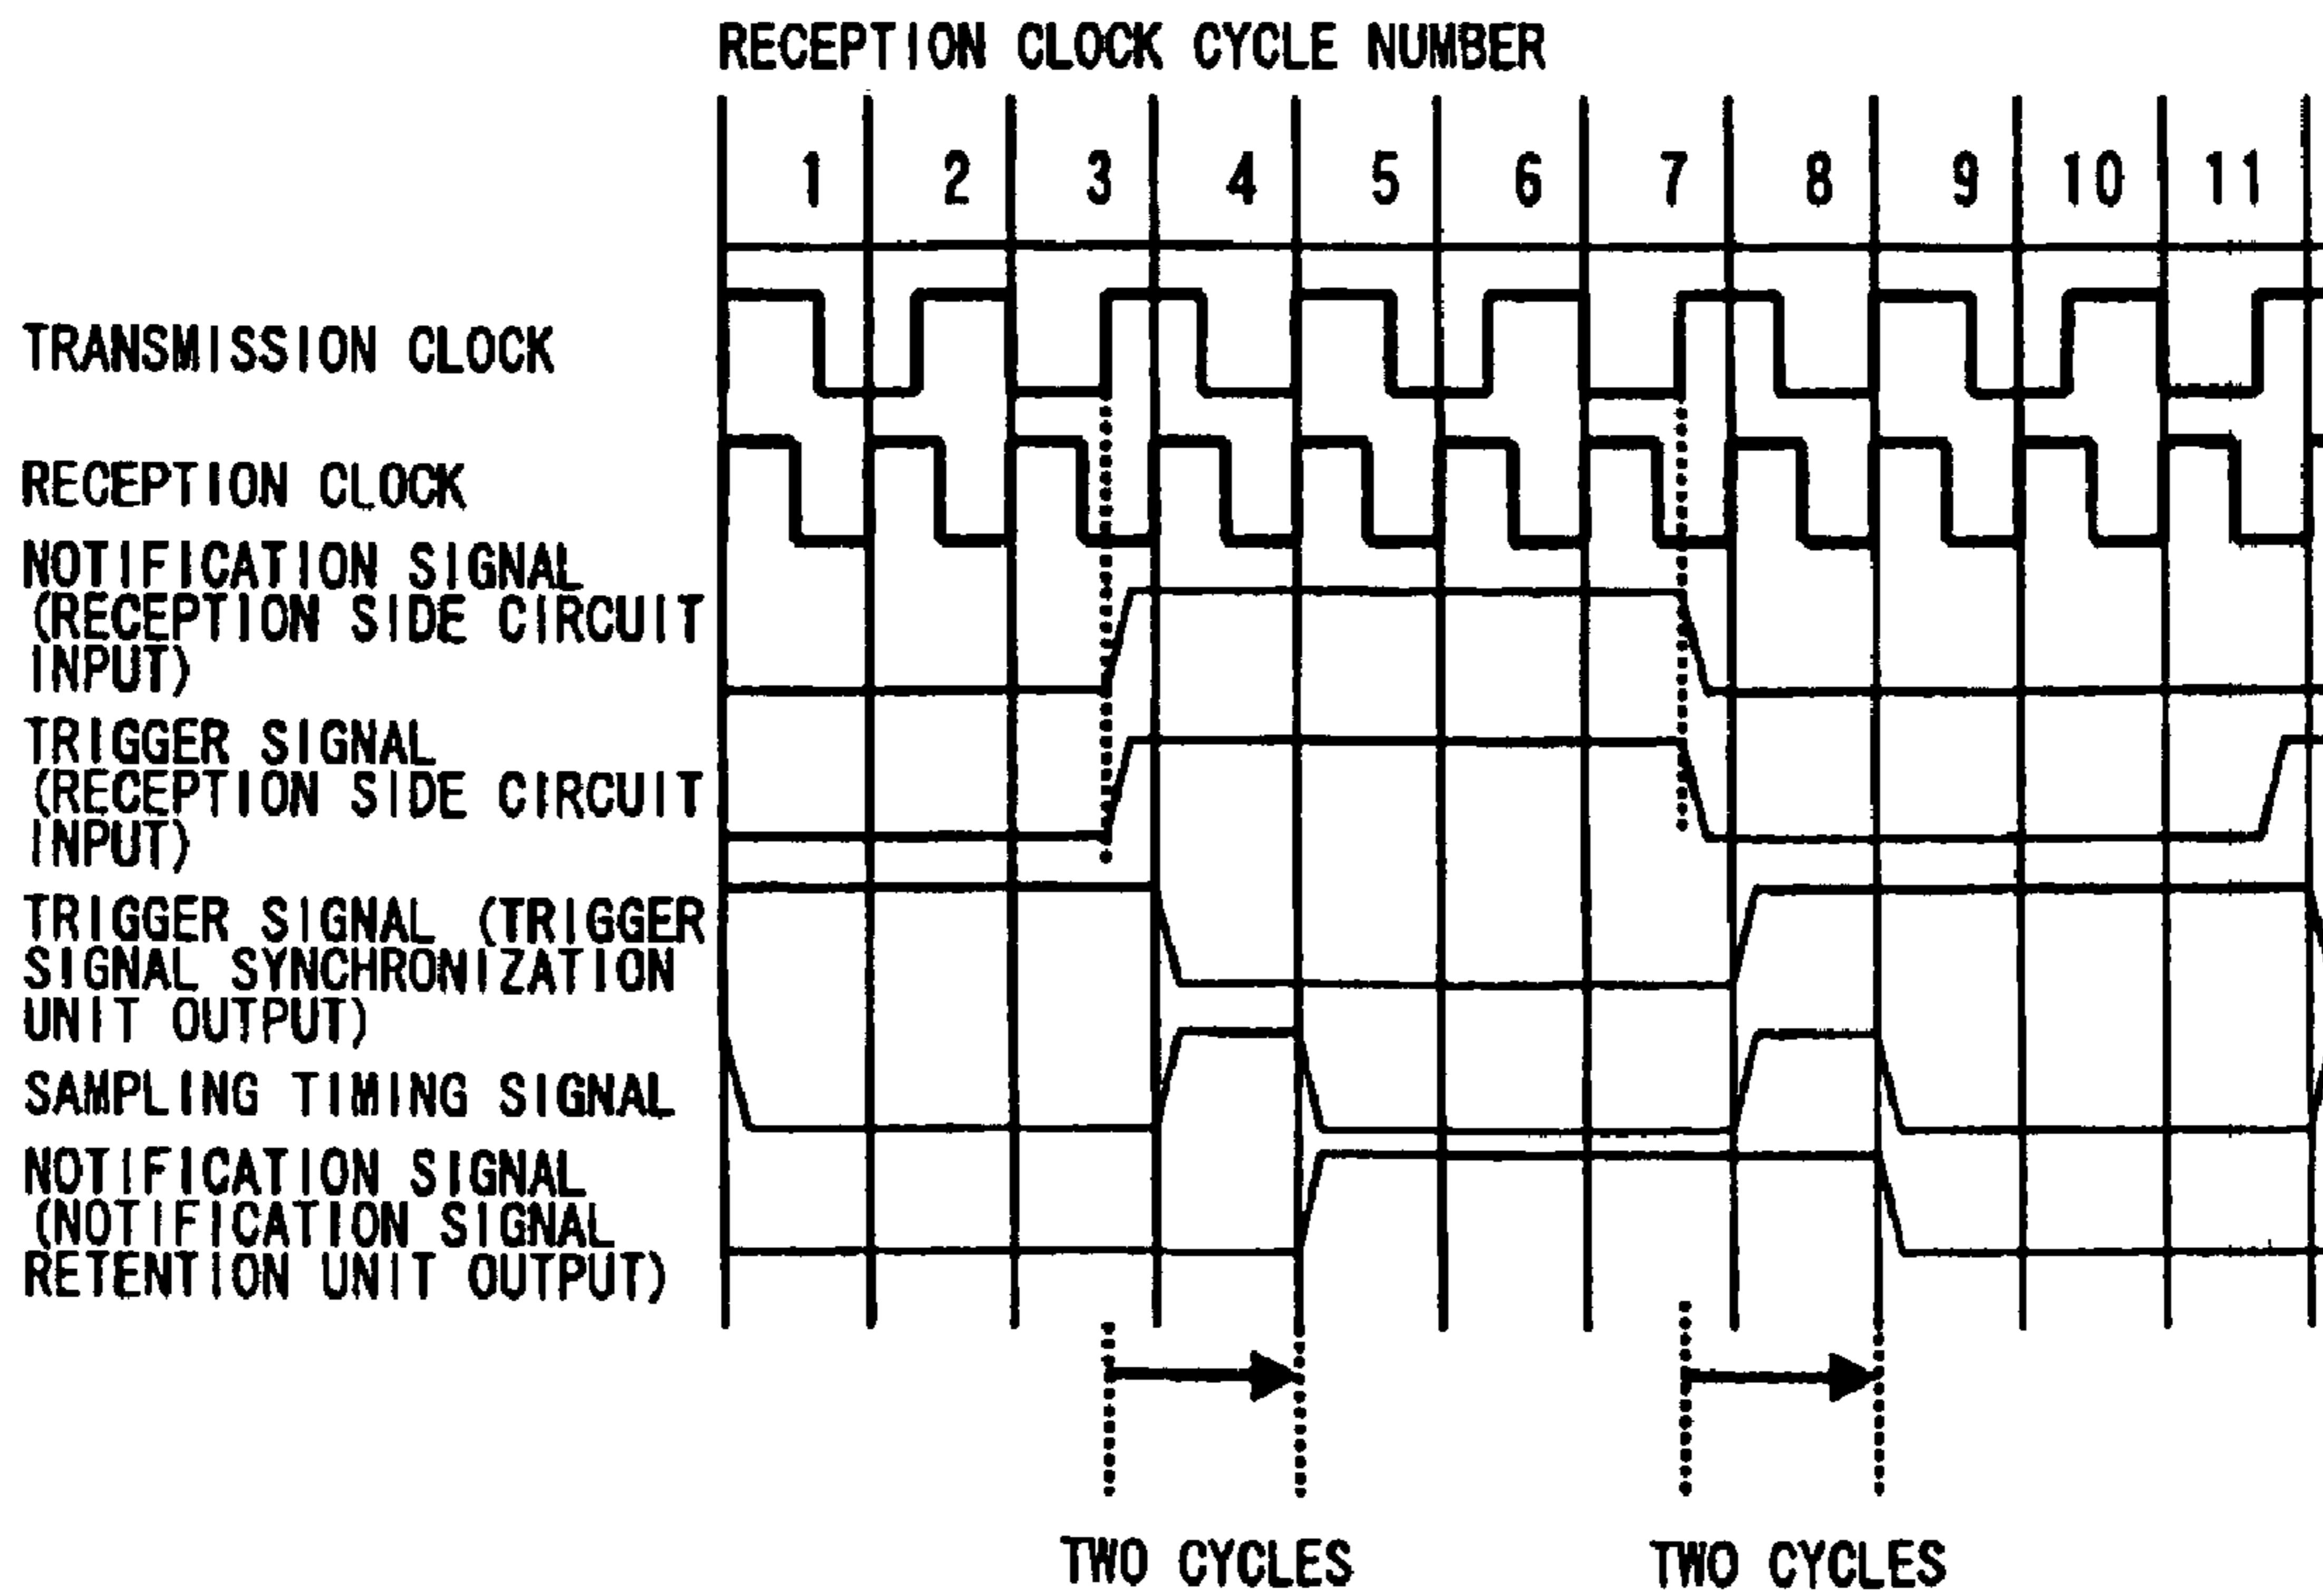 RECEPTION CLOCK CYCLE NUMBER
1 2 3 4 5 6 7 8 9 10 11
TRANSMISSION CLOCK
RECEPTION CLOCK
NOTIFICATION SIGNAL
(RECEPTION SIDE CIRCUIT
INPUT)
TRIGGER SIGNAL
(RECEPTION SIDE CIRCUIT
INPUT)
TRIGGER SIGNAL (TRIGGER
SIGNAL SYNCHRONIZATION
UNIT OUTPUT)
SAMPLING TIMING SIGNAL
NOTIFICATION SIGNAL
(NOTIFICATION SIGNAL
RETENTION UNIT OUTPUT)
TWO CYCLES TWO CYCLES